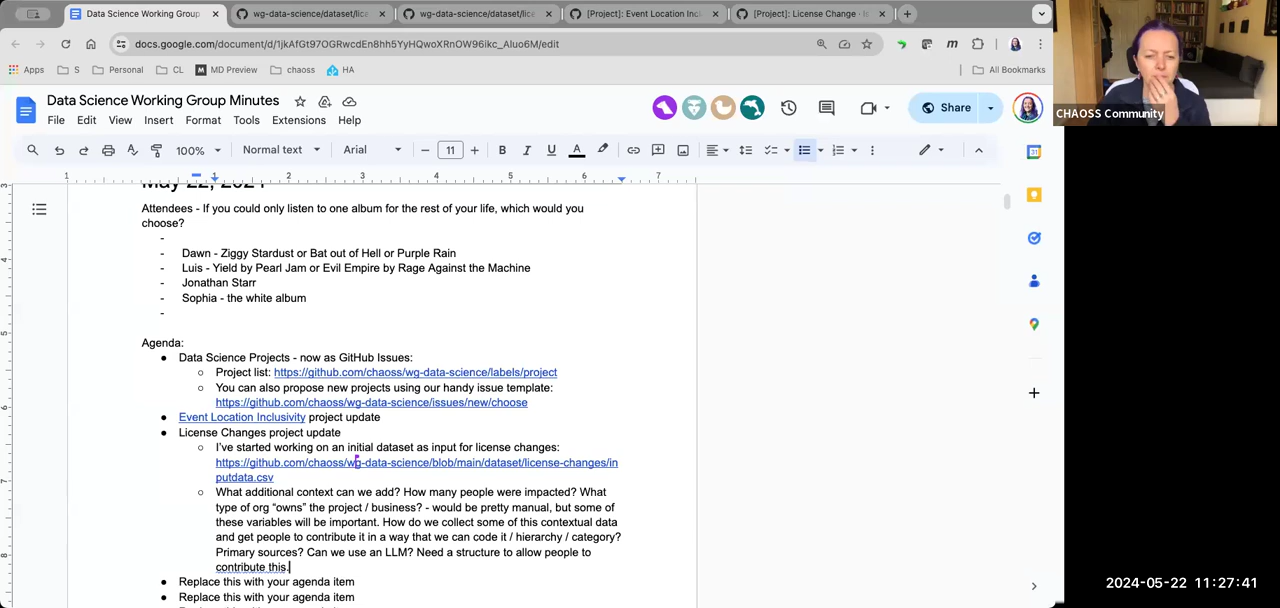 Data Science Working Group
wg-data-science/dataset/lice
wg-data-science/dataset/lice
[Project]: Event Location Incl
[Project]: License Change · Is
docs.google.com/document/d/1jkAfGt97OGRwcdEn8hh5YyHQwoXRnOW96ikc_AIuo6M/edit
Apps
S
Personal
CL
MD Preview
chaoss
HA
All Bookmarks
Data Science Working Group Minutes
File Edit View Insert Format Tools Extensions Help
Share
CHAOSS Community
100%
Normal text
Arial
11
B I U A
1 1 2 3 4 5 6 7
May 22, 2024
Attendees - If you could only listen to one album for the rest of your life, which would you
choose?
-
- Dawn - Ziggy Stardust or Bat out of Hell or Purple Rain
- Luis - Yield by Pearl Jam or Evil Empire by Rage Against the Machine
- Jonathan Starr
- Sophia - the white album
-
Agenda:
● Data Science Projects - now as GitHub Issues:
○ Project list: https://github.com/chaoss/wg-data-science/labels/project
○ You can also propose new projects using our handy issue template:
https://github.com/chaoss/wg-data-science/issues/new/choose
● Event Location Inclusivity project update
● License Changes project update
○ I've started working on an initial dataset as input for license changes:
https://github.com/chaoss/wg-data-science/blob/main/dataset/license-changes/in
putdata.csv
○ What additional context can we add? How many people were impacted? What
type of org “owns” the project / business? - would be pretty manual, but some
of these variables will be important. How do we collect some of this contextual data
and get people to contribute it in a way that we can code it / hierarchy / category?
Primary sources? Can we use an LLM? Need a structure to allow people to
contribute this.
● Replace this with your agenda item
● Replace this with your agenda item
2024-05-22 11:27:41